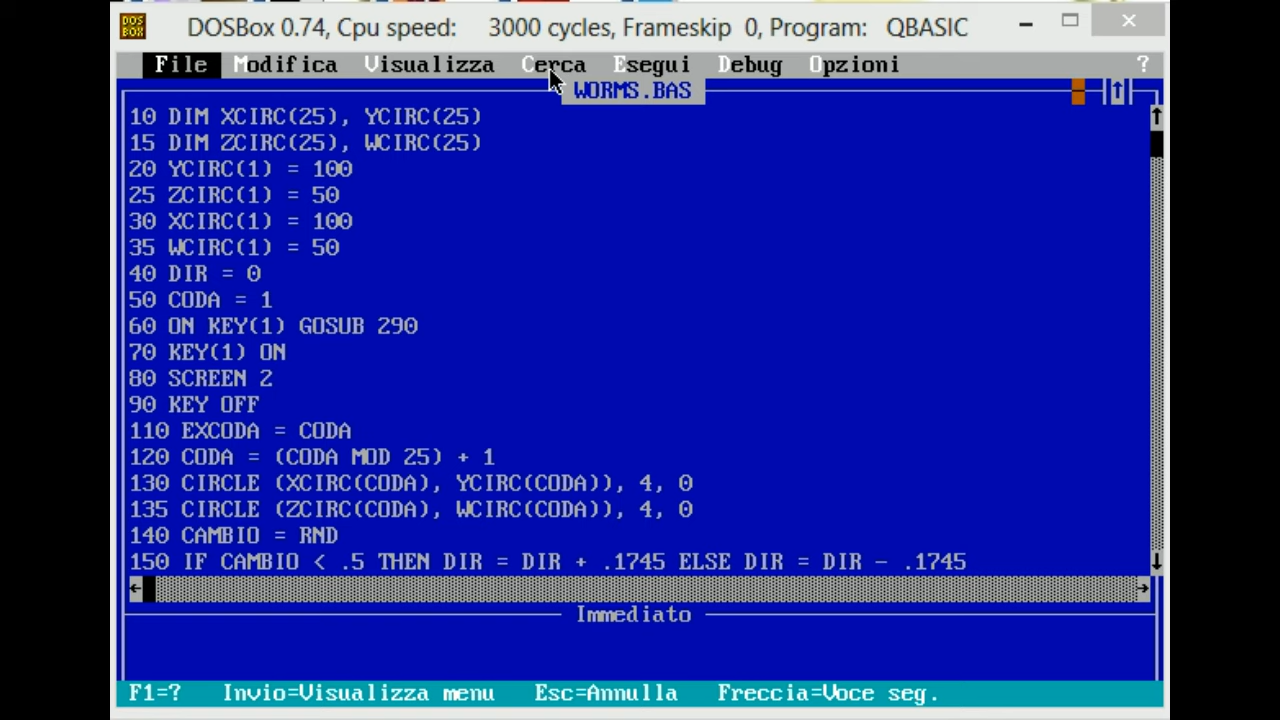 DOSBox 0.74, Cpu speed: 3000 cycles, Frameskip 0, Program: QBASIC
File Modifica Visualizza Cerca Esegui Debug Opzioni ?
WORMS.BAS
10 DIM XCIRC(25), YCIRC(25)
15 DIM ZCIRC(25), WCIRC(25)
20 YCIRC(1) = 100
25 ZCIRC(1) = 50
30 XCIRC(1) = 100
35 WCIRC(1) = 50
40 DIR = 0
50 CODA = 1
60 ON KEY(1) GOSUB 290
70 KEY(1) ON
80 SCREEN 2
90 KEY OFF
110 EXCODA = CODA
120 CODA = (CODA MOD 25) + 1
130 CIRCLE (XCIRC(CODA), YCIRC(CODA)), 4, 0
135 CIRCLE (ZCIRC(CODA), WCIRC(CODA)), 4, 0
140 CAMBIO = RND
150 IF CAMBIO < .5 THEN DIR = DIR + .1745 ELSE DIR = DIR - .1745
Immediato
F1=? Invio=Visualizza menu Esc=Annulla Freccia=Voce seg.